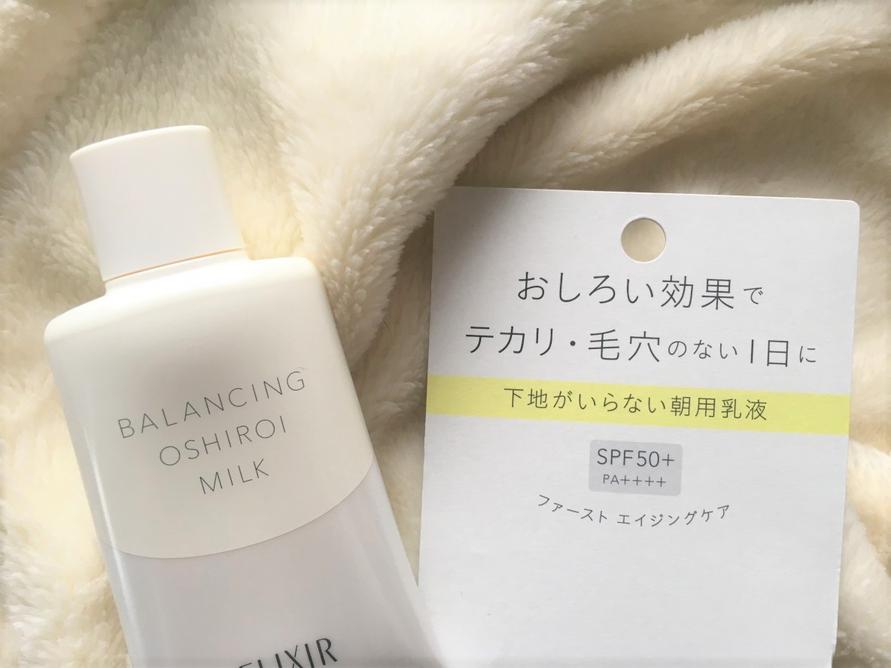 BALANCING
OSHIROI
MILK
ELIXIR
おしろい効果で
テカリ・毛穴のない1日に
下地がいらない朝用乳液
SPF50+
PA++++
ファースト エイジングケア